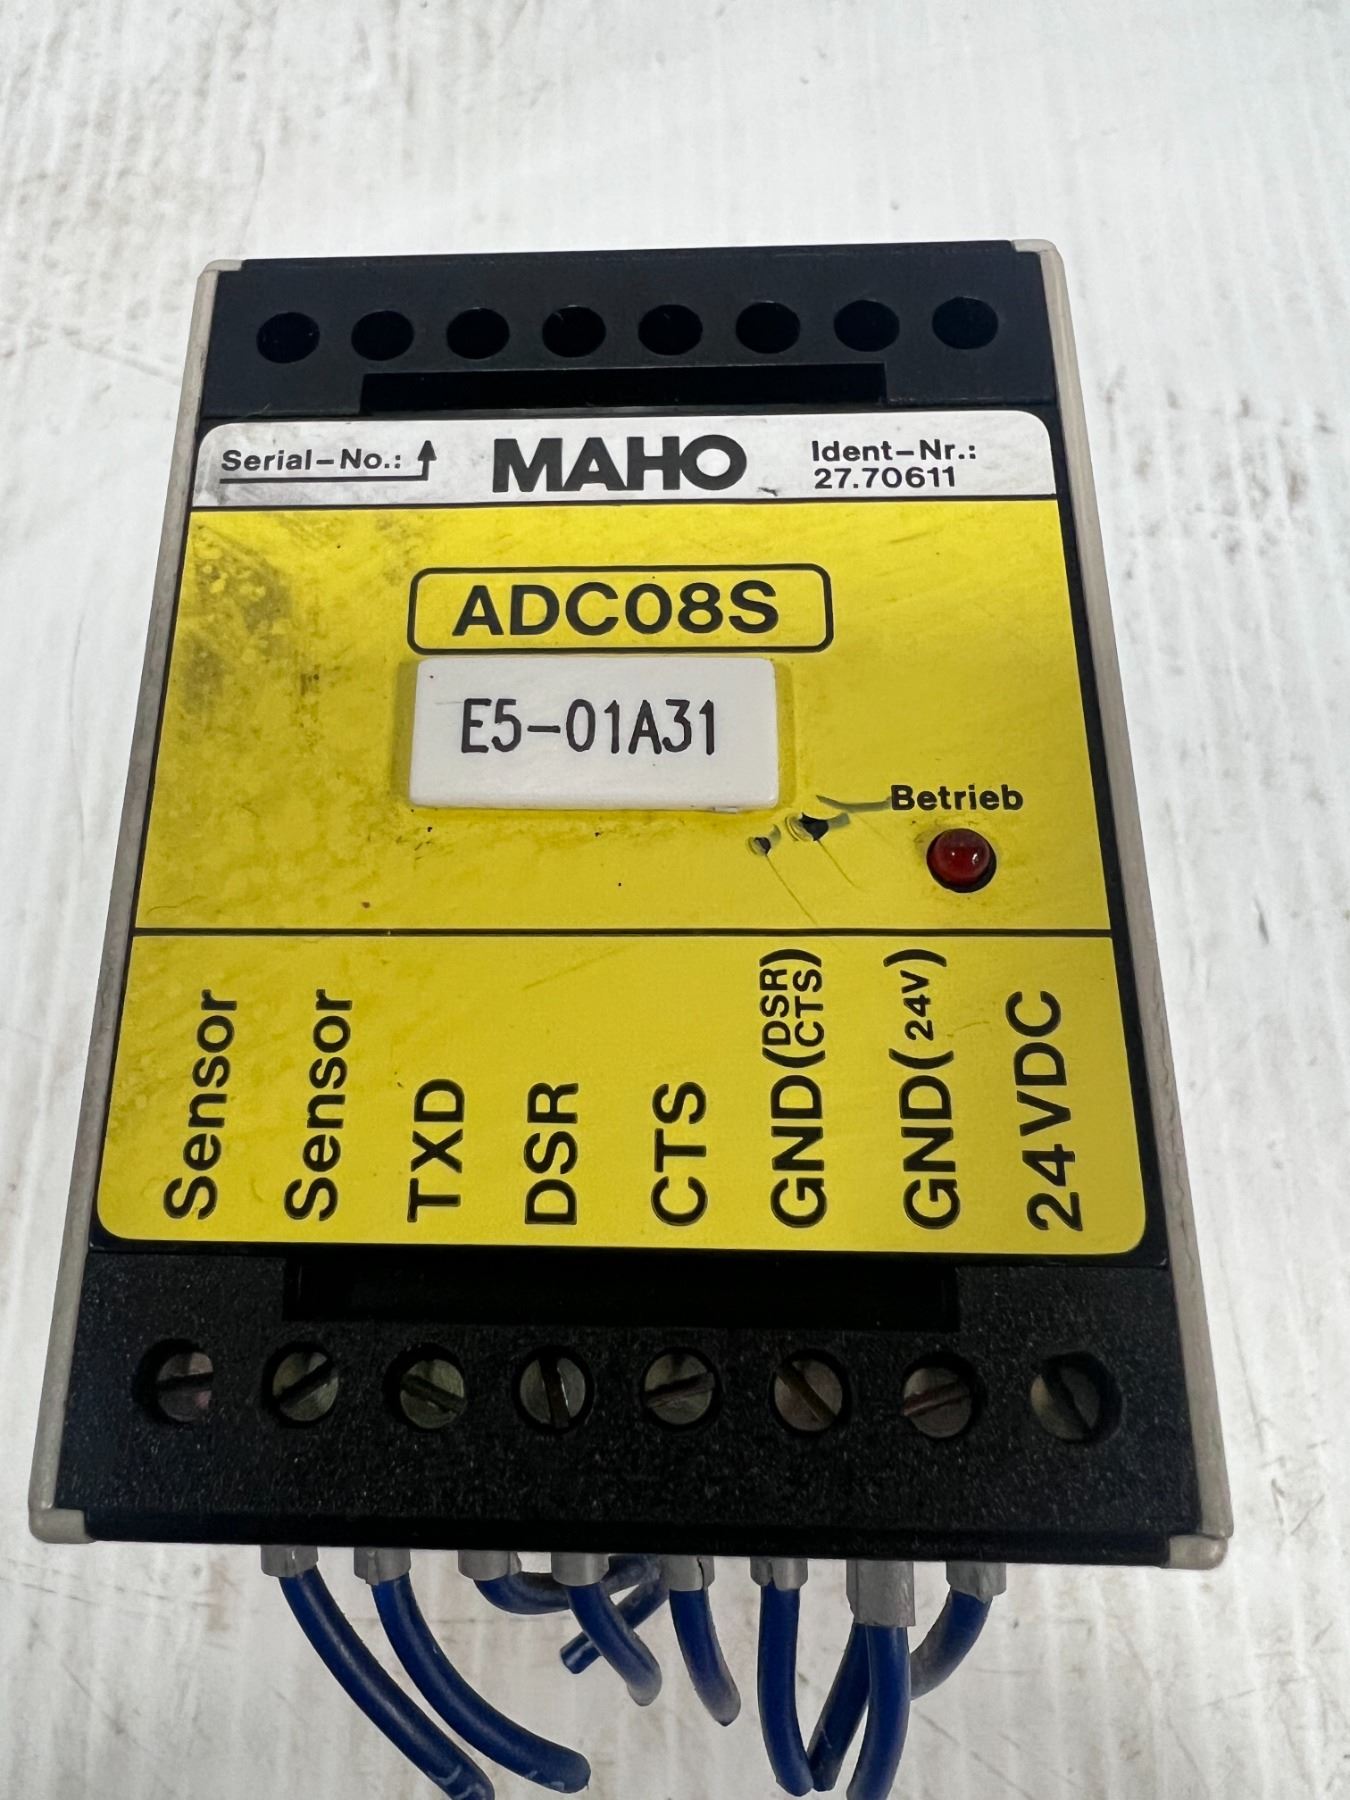 Serial-No.:
MAHO
Ident-Nr.:
27.70611
ADC08S
E5-01A31
Betrieb
Sensor
Sensor
TXD
DSR
CTS
GND(DSR CTS)
GND(24V)
24VDC